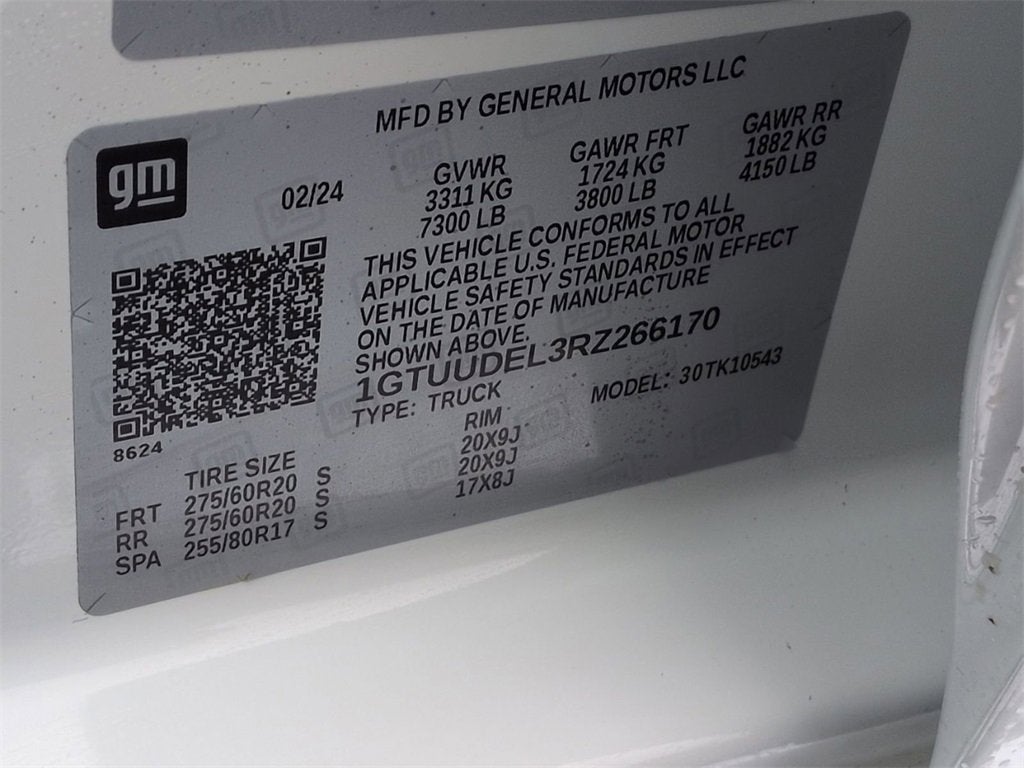 MFD BY GENERAL MOTORS LLC
gm
02/24
GVWR GAWR FRT GAWR RR
3311 KG 1724 KG 1882 KG
7300 LB 3800 LB 4150 LB
THIS VEHICLE CONFORMS TO ALL
APPLICABLE U.S. FEDERAL MOTOR
VEHICLE SAFETY STANDARDS IN EFFECT
ON THE DATE OF MANUFACTURE
SHOWN ABOVE.
1GTUUDEL3RZ266170
TYPE: TRUCK MODEL: 30TK10543
8624
TIRE SIZE RIM
FRT 275/60R20 S 20X9J
RR 275/60R20 S 20X9J
SPA 255/80R17 S 17X8J